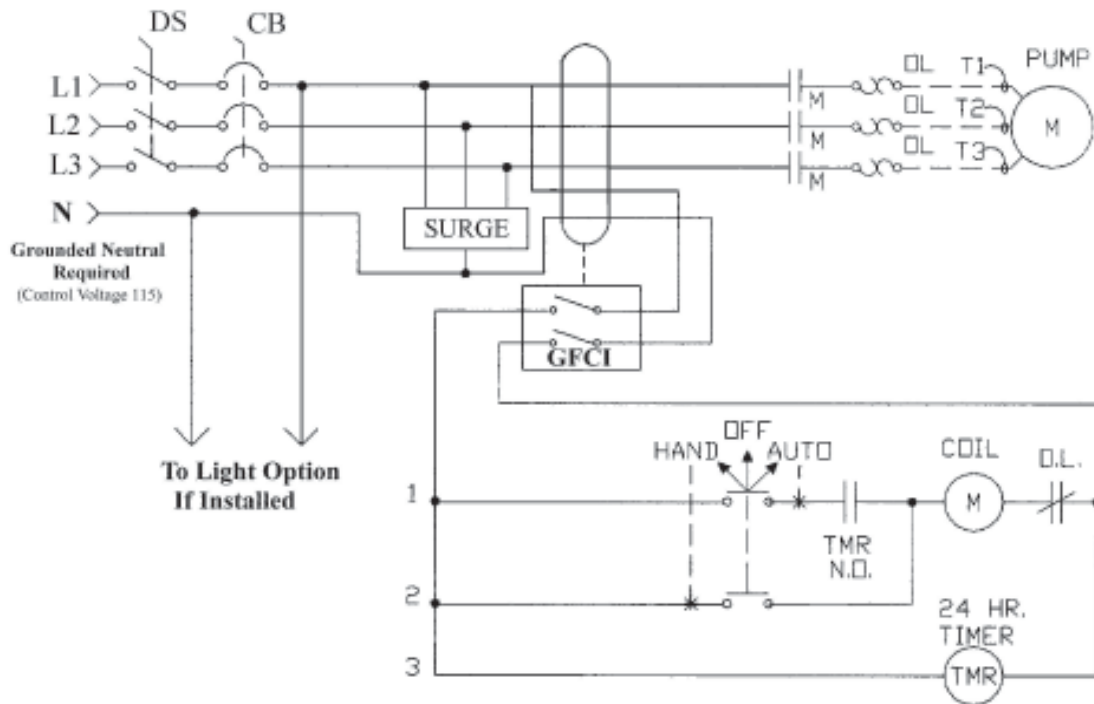 DS CB
L1 M OL T1 PUMP
L2 M OL T2 M
L3 M OL T3
N SURGE
Grounded Neutral
Required
(Control Voltage 115)
GFCI
To Light Option
If Installed
HAND OFF AUTO COIL O.L.
1 M
TMR
N.O.
2
24 HR.
TIMER
3 TMR